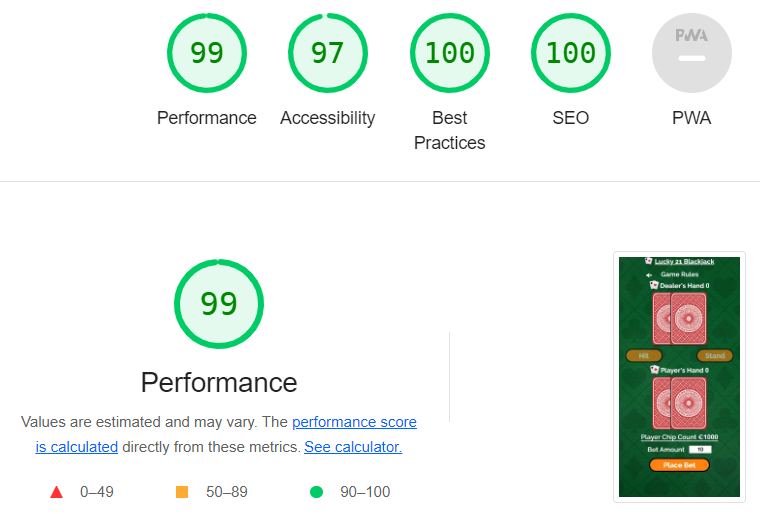 99
97
100
100
PWA
Performance
Accessibility
Best
Practices
SEO
PWA
99
Performance
Values are estimated and may vary. The performance score
is calculated directly from these metrics. See calculator.
0–49
50–89
90–100
Lucky 21 Blackjack
Game Rules
Dealer's Hand 0
Hit
Stand
Player's Hand 0
Player Chip Count €1000
Bet Amount 10
Place Bet